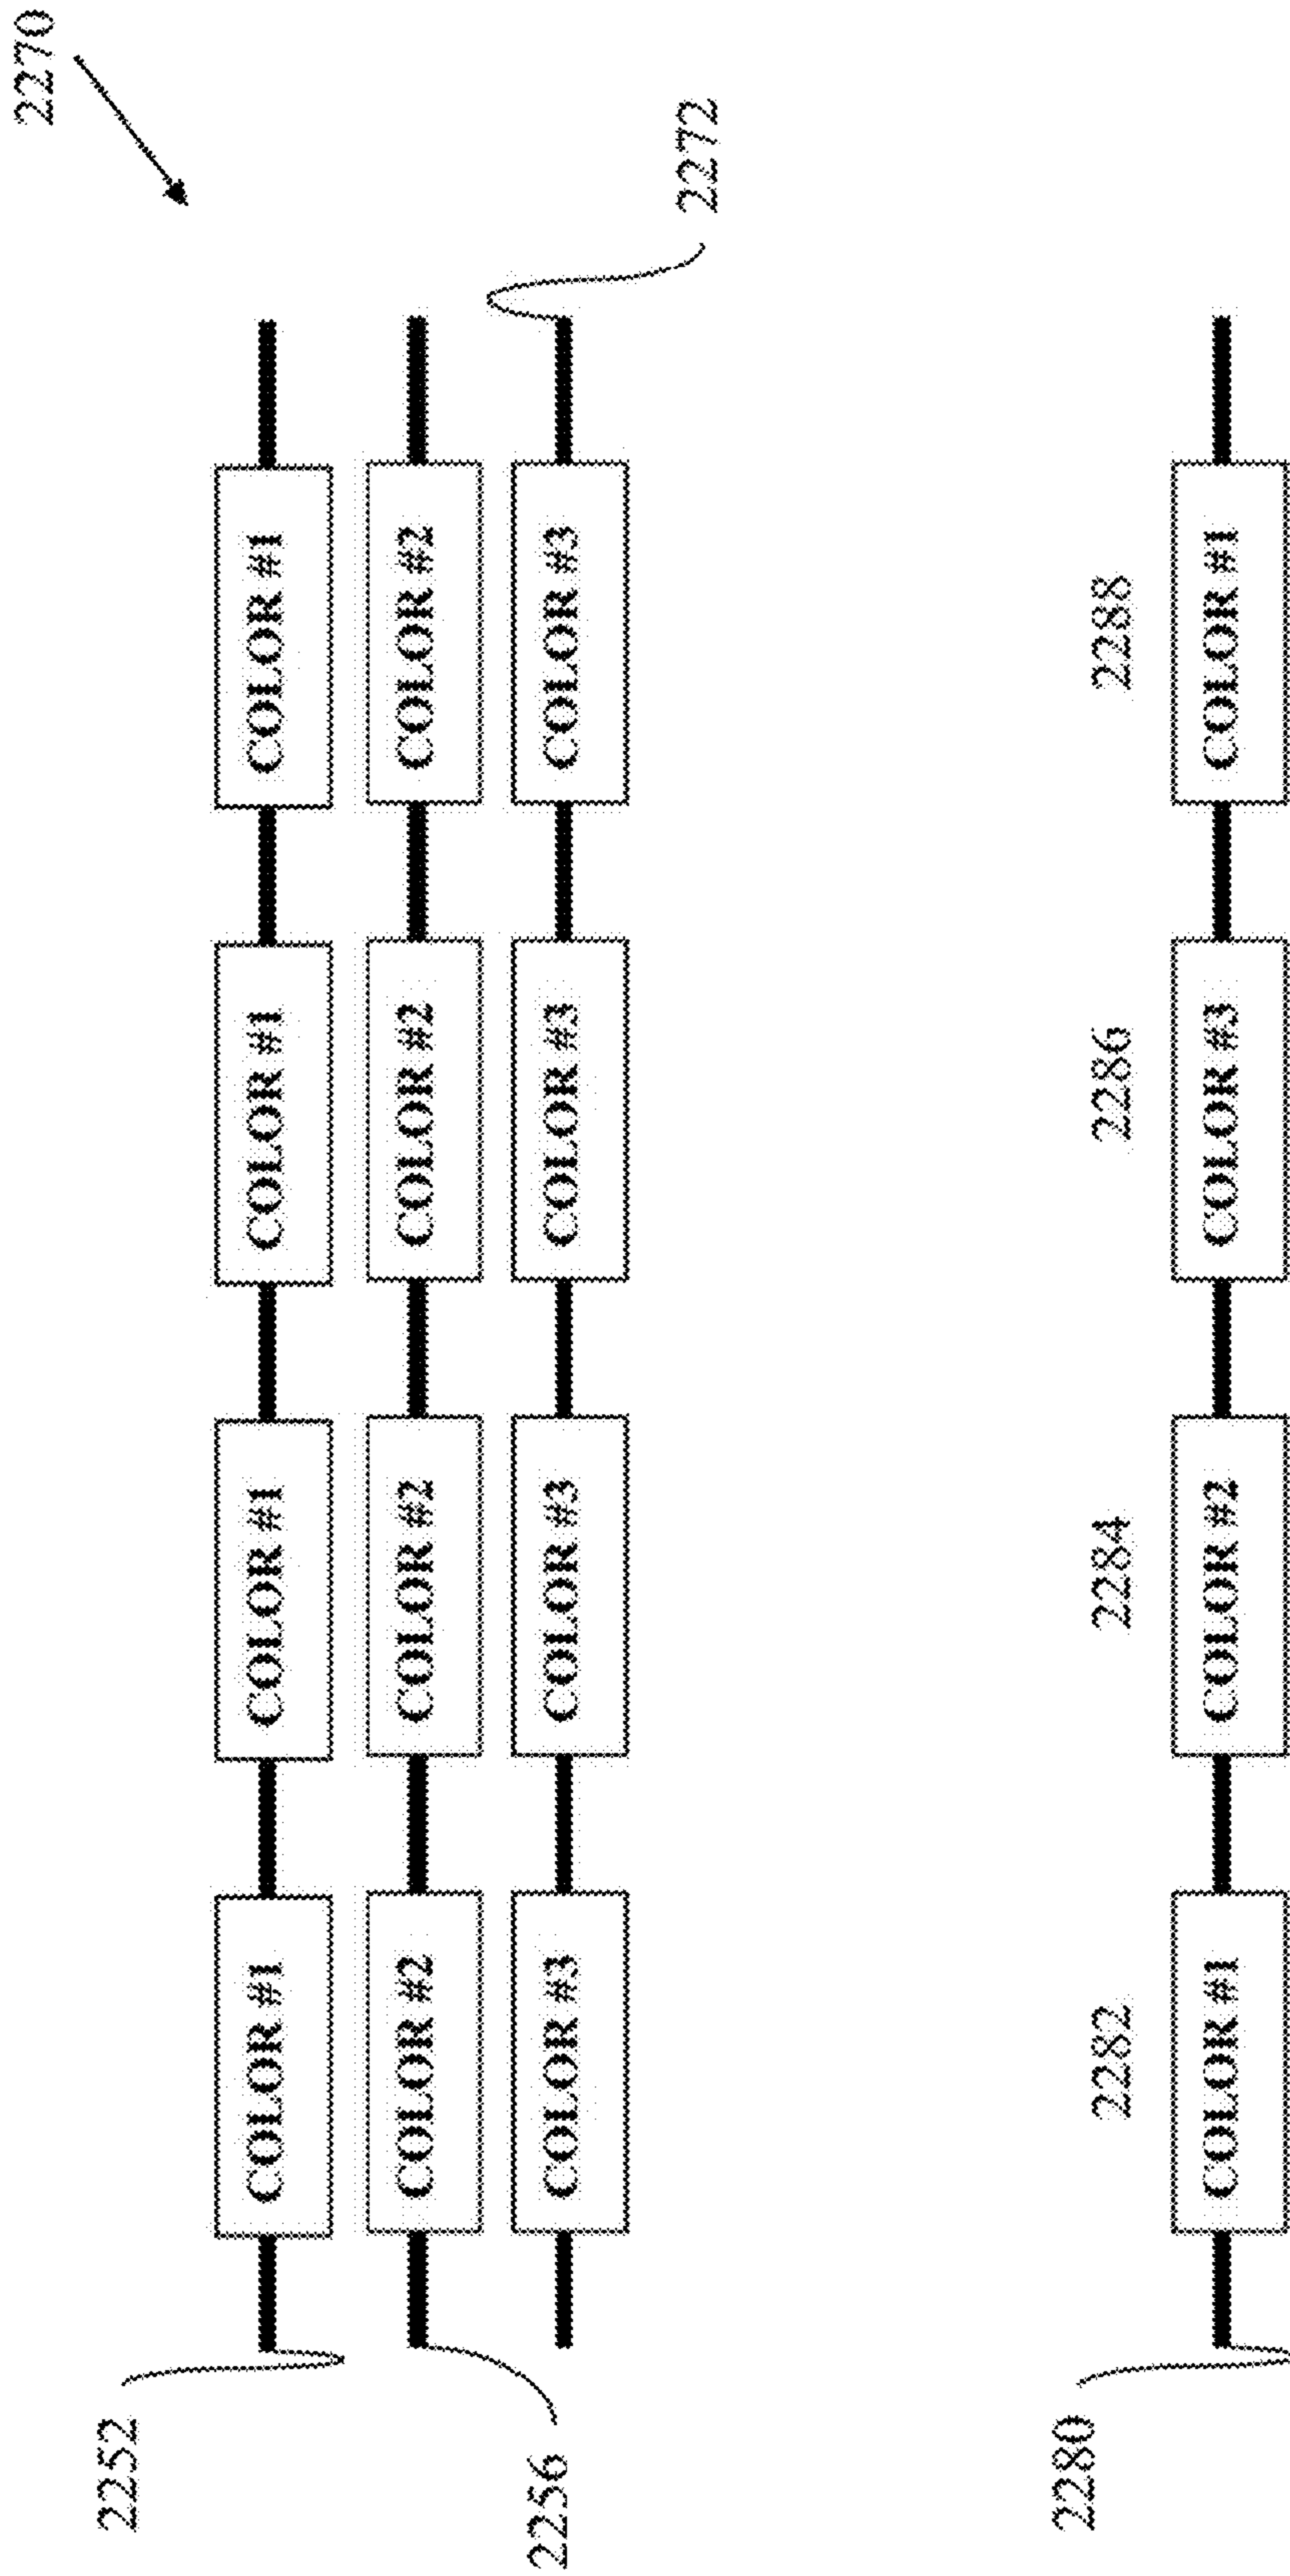 2270
2252
COLOR #1 COLOR #1 COLOR #1 COLOR #1
COLOR #2 COLOR #2 COLOR #2 COLOR #2
2256
COLOR #3 COLOR #3 COLOR #3 COLOR #3
2272
2280
2282 2284 2286 2288
COLOR #1 COLOR #2 COLOR #3 COLOR #1